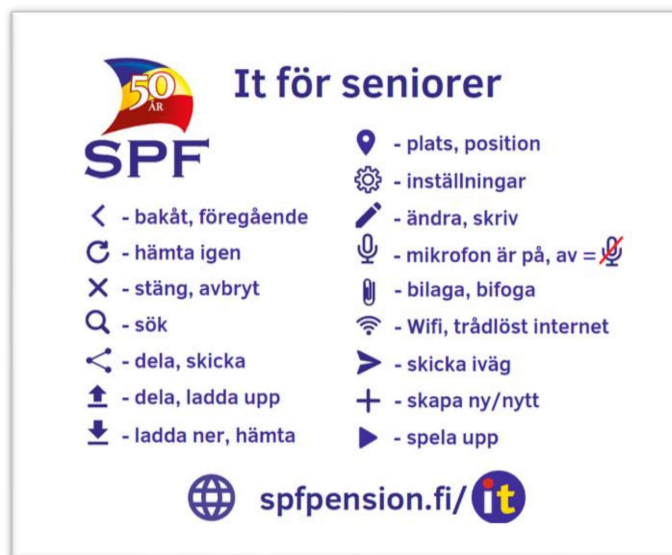 50
ÅR
SPF
It för seniorer
- bakåt, föregående
- hämta igen
- stäng, avbryt
- sök
- dela, skicka
- dela, ladda upp
- ladda ner, hämta
- plats, position
- inställningar
- ändra, skriv
- mikrofon är på, av =
- bilaga, bifoga
- Wifi, trådlöst internet
- skicka iväg
- skapa ny/nytt
- spela upp
spfpension.fi/it